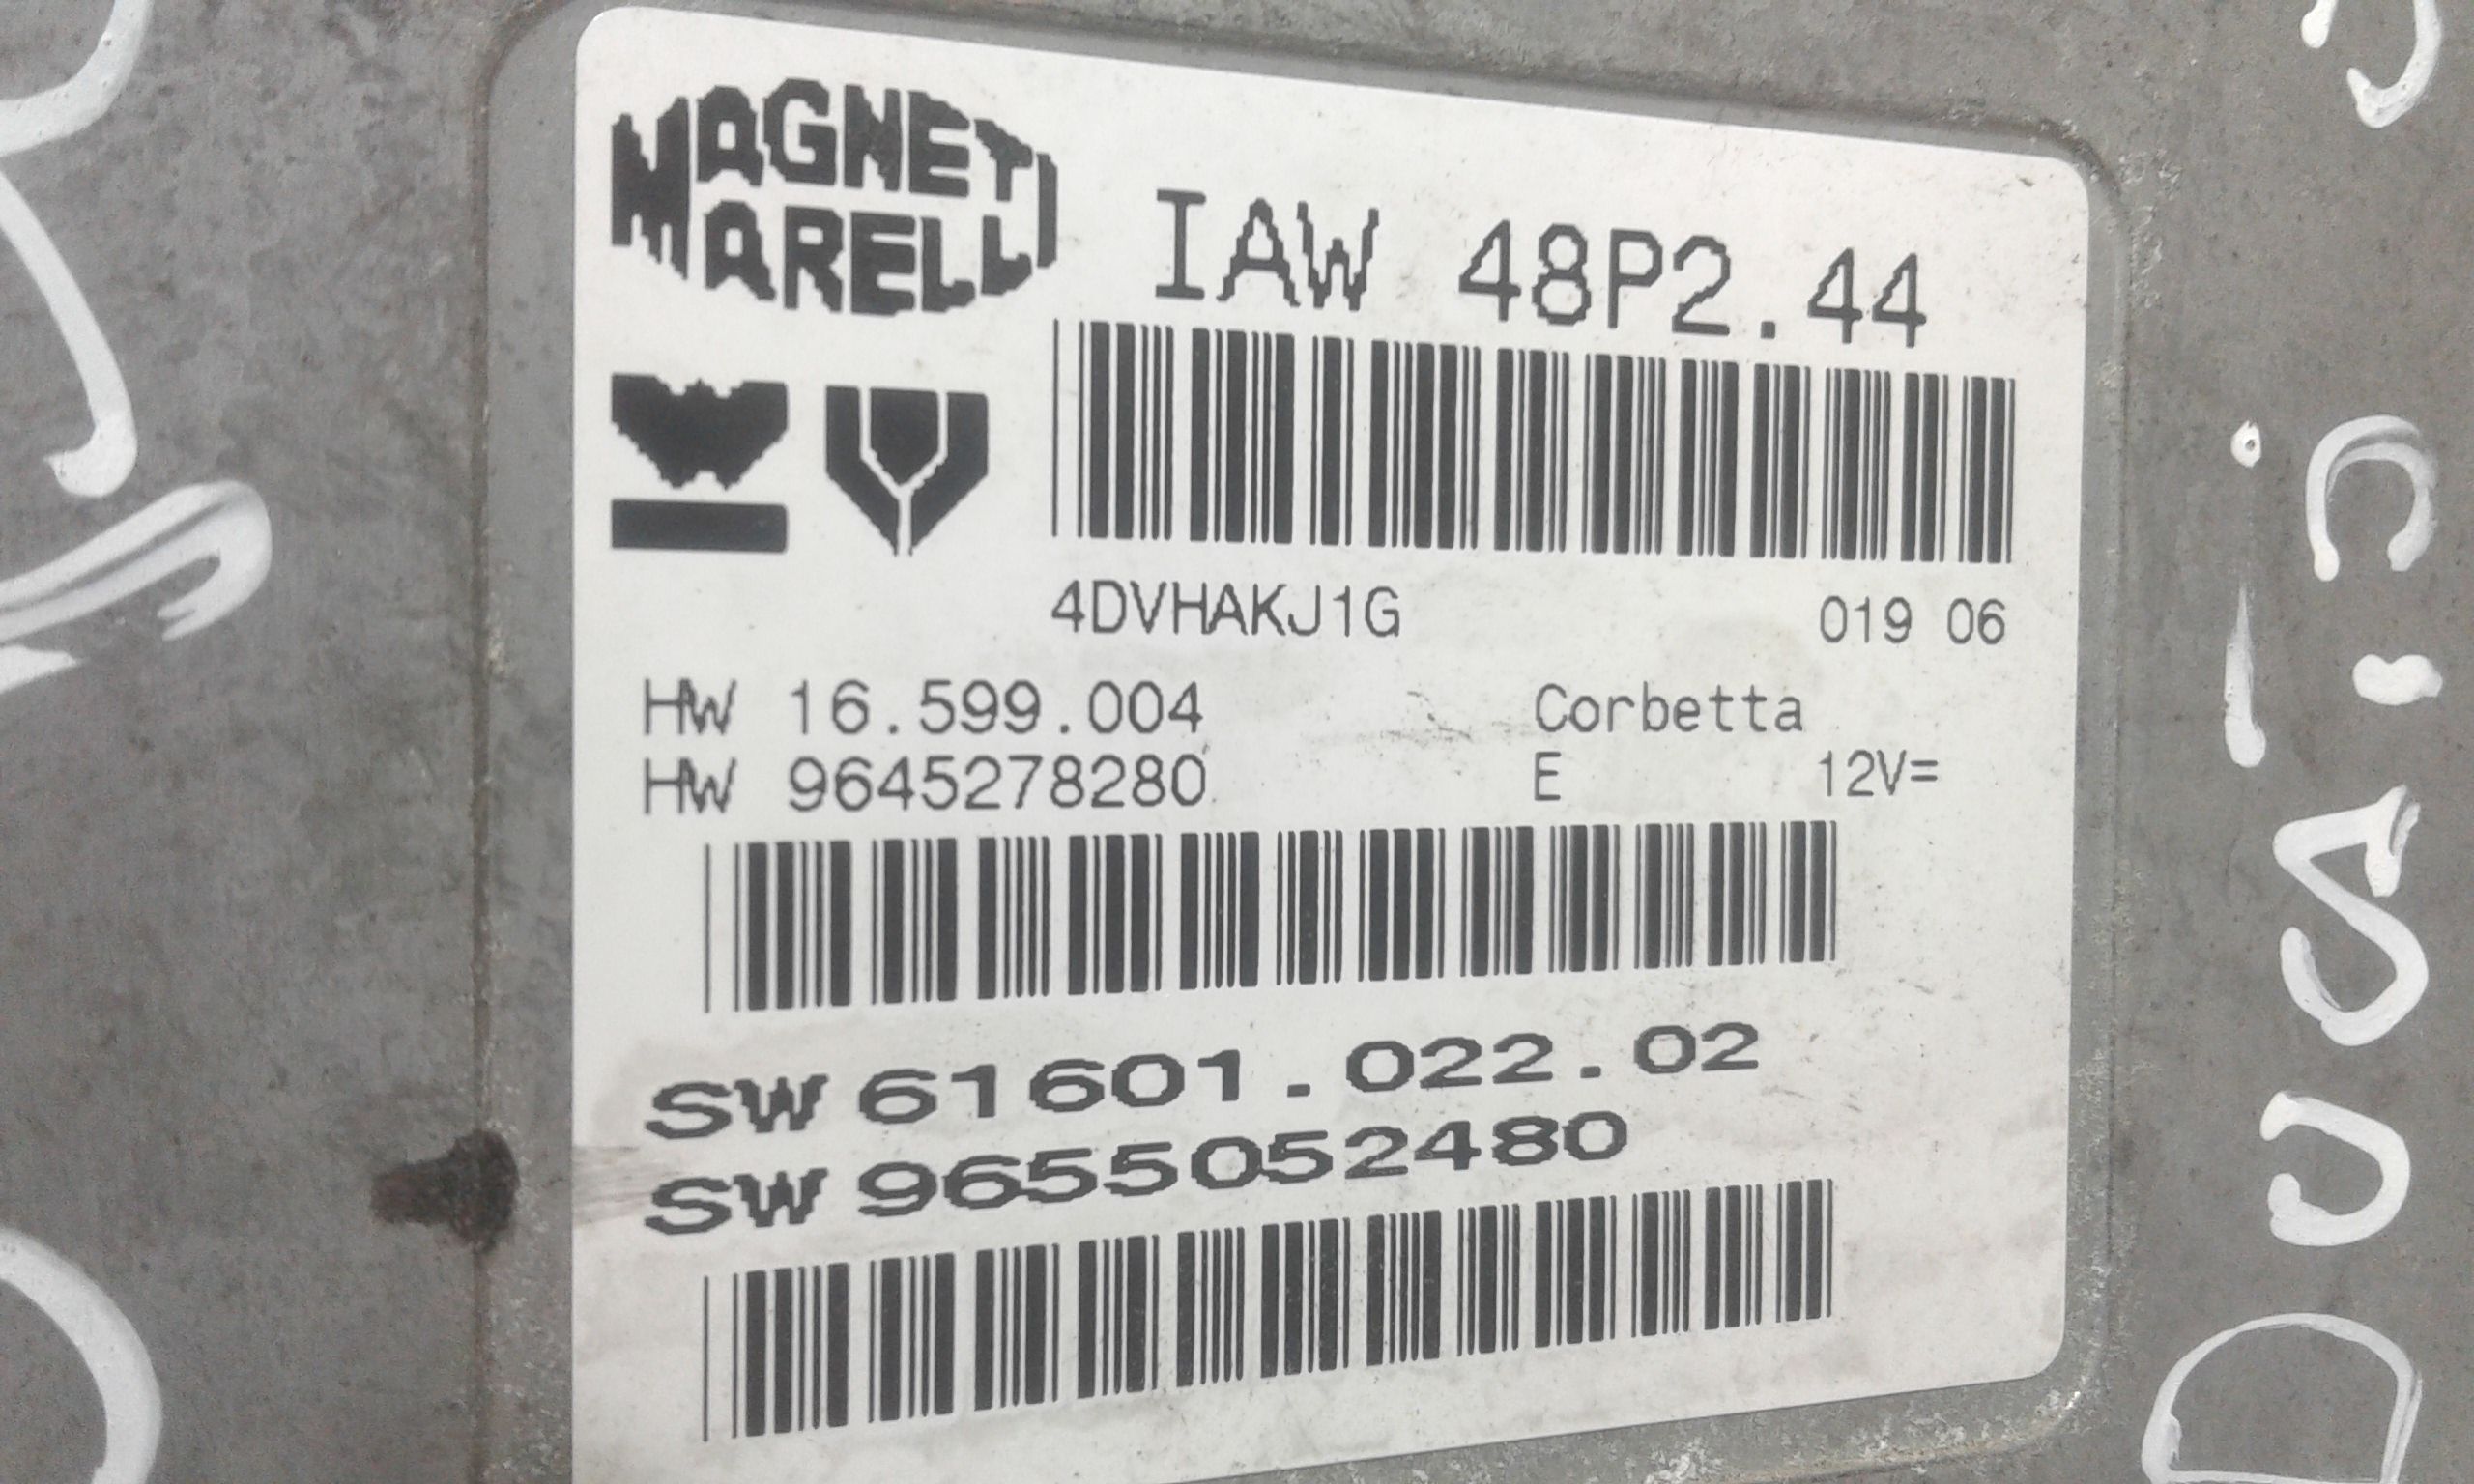 MAGNETI
MARELLI
IAW 48P2.44
4DVHAKJ1G 019 06
HW 16.599.004 Corbetta
HW 9645278280 E 12V=
SW 61601.022.02
SW 9655052480